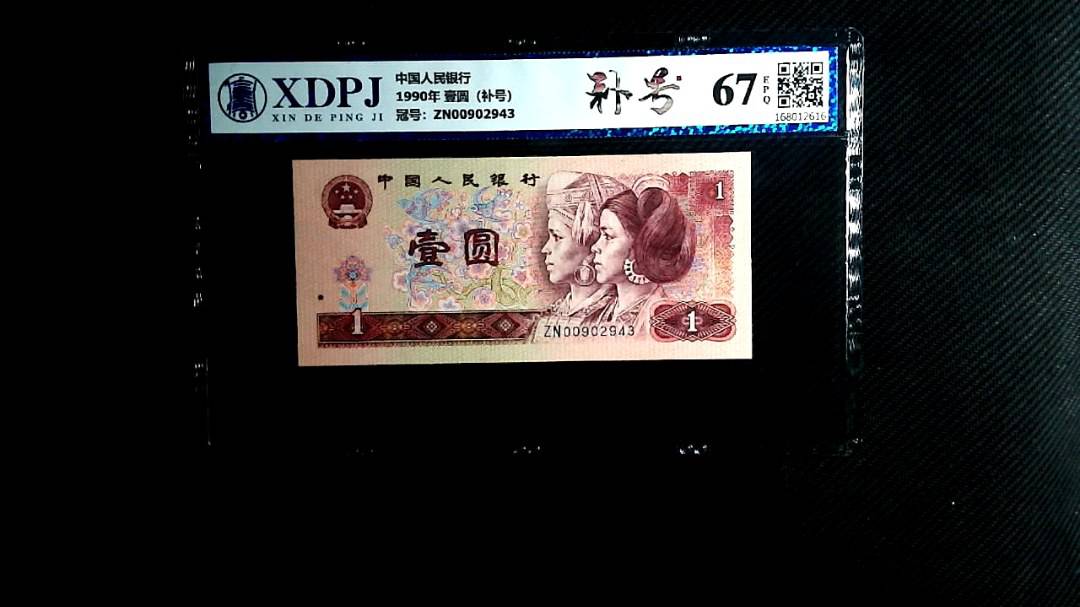 XDPJ
XIN DE PING JI
中国人民银行
1990年 壹圆（补号）
冠号：ZN00902943
补号
67
EPQ
168012616
中國人民銀行
1
壹圆
1
ZN00902943
1